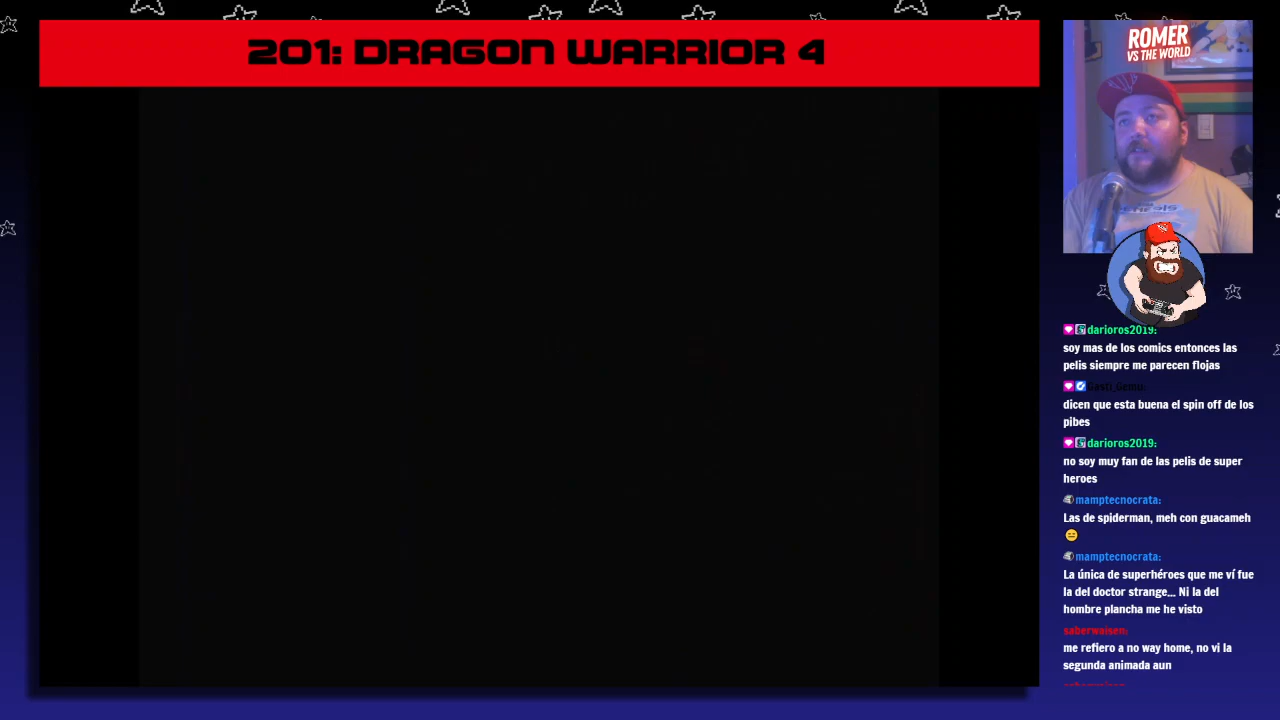 201: DRAGON WARRIOR 4
ROMER
VS THE WORLD
darioros2019:
soy mas de los comics entonces las
pelis siempre me parecen flojas
Gasti_Gemu:
dicen que esta buena el spin off de los
pibes
darioros2019:
no soy muy fan de las pelis de super
heroes
mamptecnocrata:
Las de spiderman, meh con guacameh
mamptecnocrata:
La única de superhéroes que me ví fue
la del doctor strange... Ni la del
hombre plancha me he visto
saberwaisen:
me refiero a no way home, no vi la
segunda animada aun